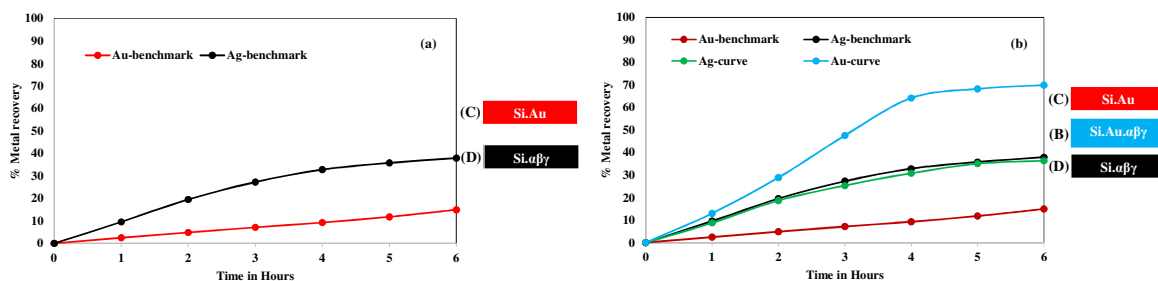 100
90
80
70
60
50
40
30
20
10
0
% Metal recovery
Au-benchmark
Ag-benchmark
(a)
0 1 2 3 4 5 6
Time in Hours
(C) Si.Au
(D) Si.αβγ
100
90
80
70
60
50
40
30
20
10
0
% Metal recovery
Au-benchmark
Ag-benchmark
(b)
Ag-curve
Au-curve
0 1 2 3 4 5 6
Time in Hours
(C) Si.Au
(B) Si.Au.αβγ
(D) Si.αβγ